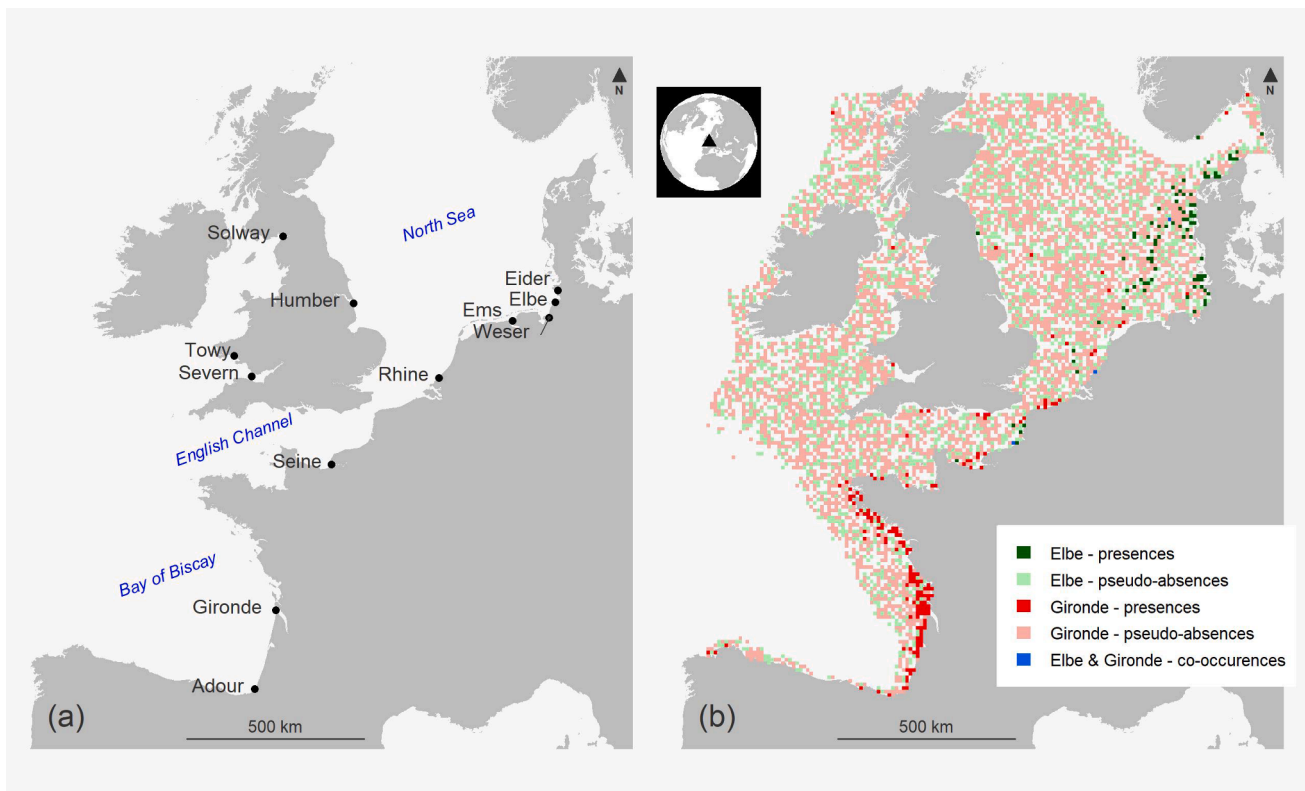 N
North Sea
Solway
Eider
Humber
Elbe
Ems
Weser
Towy
Severn
Rhine
English Channel
Seine
Bay of Biscay
Gironde
Adour
(a)
500 km
N
Elbe - presences
Elbe - pseudo-absences
Gironde - presences
Gironde - pseudo-absences
Elbe & Gironde - co-occurences
(b)
500 km